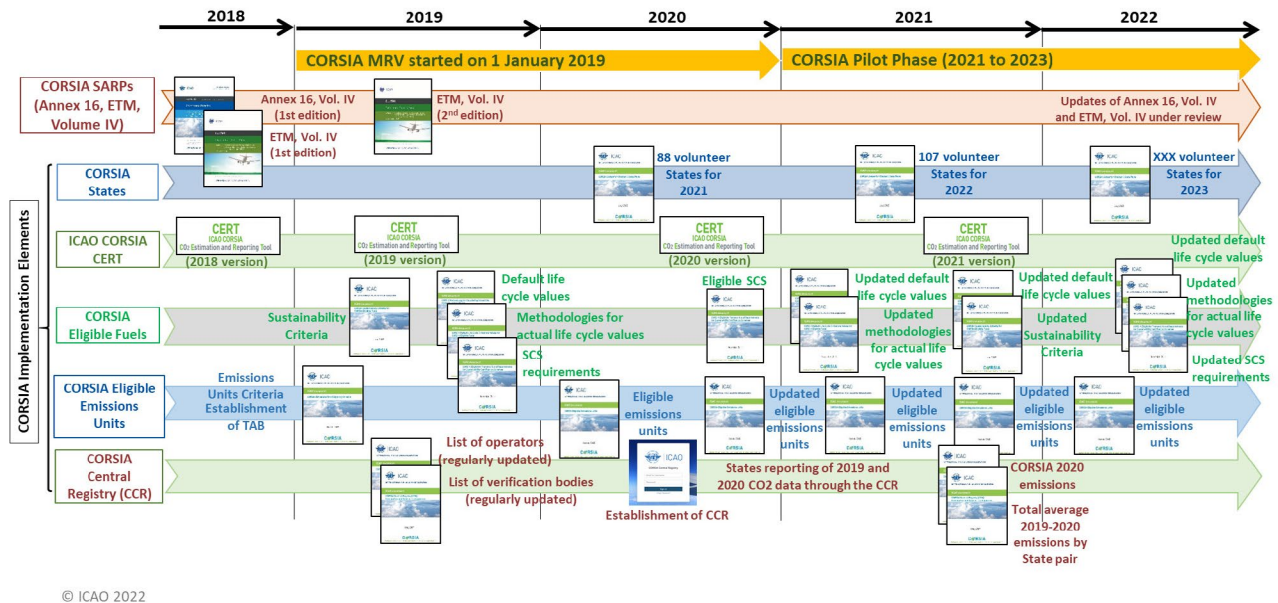 2018
2019
2020
2021
2022
CORSIA MRV started on 1 January 2019
CORSIA Pilot Phase (2021 to 2023)
CORSIA SARPs
(Annex 16, ETM,
Volume IV)
Annex 16, Vol. IV
(1st edition)
ETM, Vol. IV
(1st edition)
ETM, Vol. IV
(2nd edition)
Updates of Annex 16, Vol. IV
and ETM, Vol. IV under review
CORSIA Implementation Elements
CORSIA
States
88 volunteer
States for
2021
107 volunteer
States for
2022
XXX volunteer
States for
2023
ICAO CORSIA
CERT
CERT
ICAO CORSIA
CO2 Estimation and Reporting Tool
(2018 version)
CERT
ICAO CORSIA
CO2 Estimation and Reporting Tool
(2019 version)
CERT
ICAO CORSIA
CO2 Estimation and Reporting Tool
(2020 version)
CERT
ICAO CORSIA
CO2 Estimation and Reporting Tool
(2021 version)
CORSIA
Eligible Fuels
Sustainability
Criteria
Default life
cycle values
Methodologies for
actual life cycle values
SCS
requirements
Eligible SCS
Updated default
life cycle values
Updated
methodologies
for actual life
cycle values
Updated default
life cycle values
Updated
Sustainability
Criteria
Updated default
life cycle values
Updated
methodologies
for actual life
cycle values
Updated SCS
requirements
CORSIA Eligible
Emissions
Units
Emissions
Units Criteria
Establishment
of TAB
Eligible
emissions
units
Updated
eligible
emissions
units
Updated
eligible
emissions
units
Updated
eligible
emissions
units
Updated
eligible
emissions
units
CORSIA
Central
Registry (CCR)
List of operators
(regularly updated)
List of verification bodies
(regularly updated)
ICAO
Establishment of CCR
States reporting of 2019 and
2020 CO2 data through the CCR
CORSIA 2020
emissions
Total average
2019-2020
emissions by
State pair
© ICAO 2022